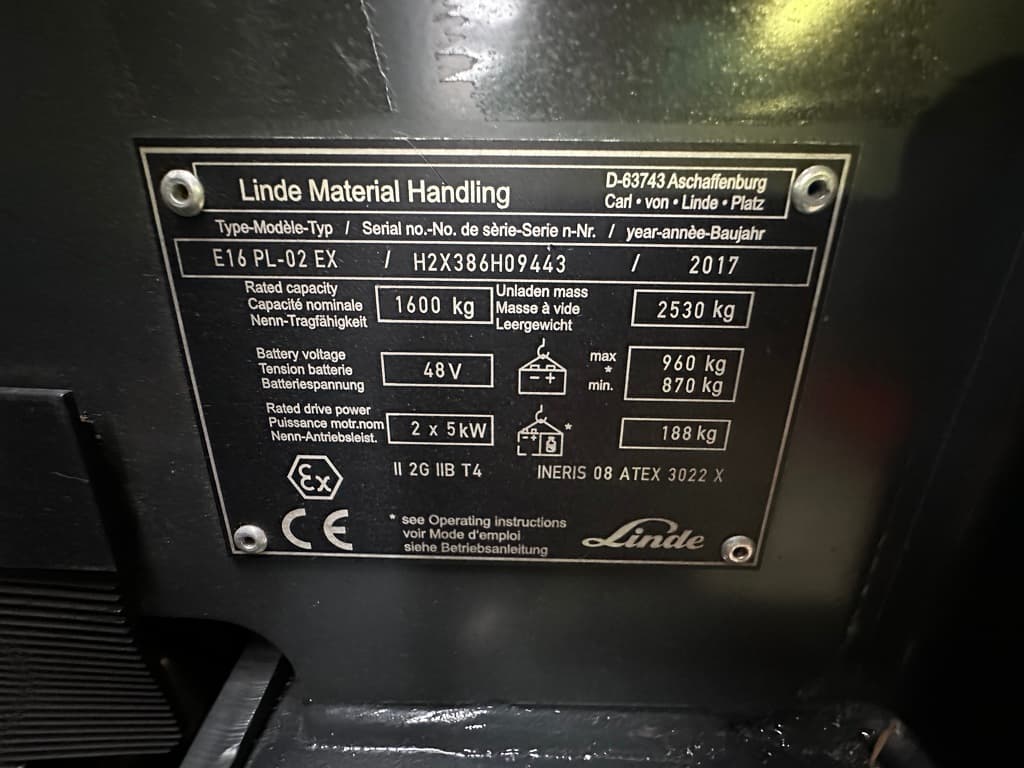 Linde Material Handling
D-63743 Aschaffenburg
Carl • von • Linde • Platz
Type-Modèle-Typ / Serial no.-No. de sèrie-Serie n-Nr. / year-annèe-Baujahr
E16 PL-02 EX / H2X386H09443 / 2017
Rated capacity
Capacité nominale
Nenn-Tragfähigkeit
1600 kg
Unladen mass
Masse à vide
Leergewicht
2530 kg
Battery voltage
Tension batterie
Batteriespannung
48V
- +
max
*
min.
960 kg
870 kg
Rated drive power
Puissance motr.nom
Nenn-Antriebsleist.
2 x 5kW
- +
*
188 kg
Ex
II 2G IIB T4
INERIS 08 ATEX 3022 X
CE
* see Operating instructions
voir Mode d'emploi
siehe Betriebsanleitung
Linde